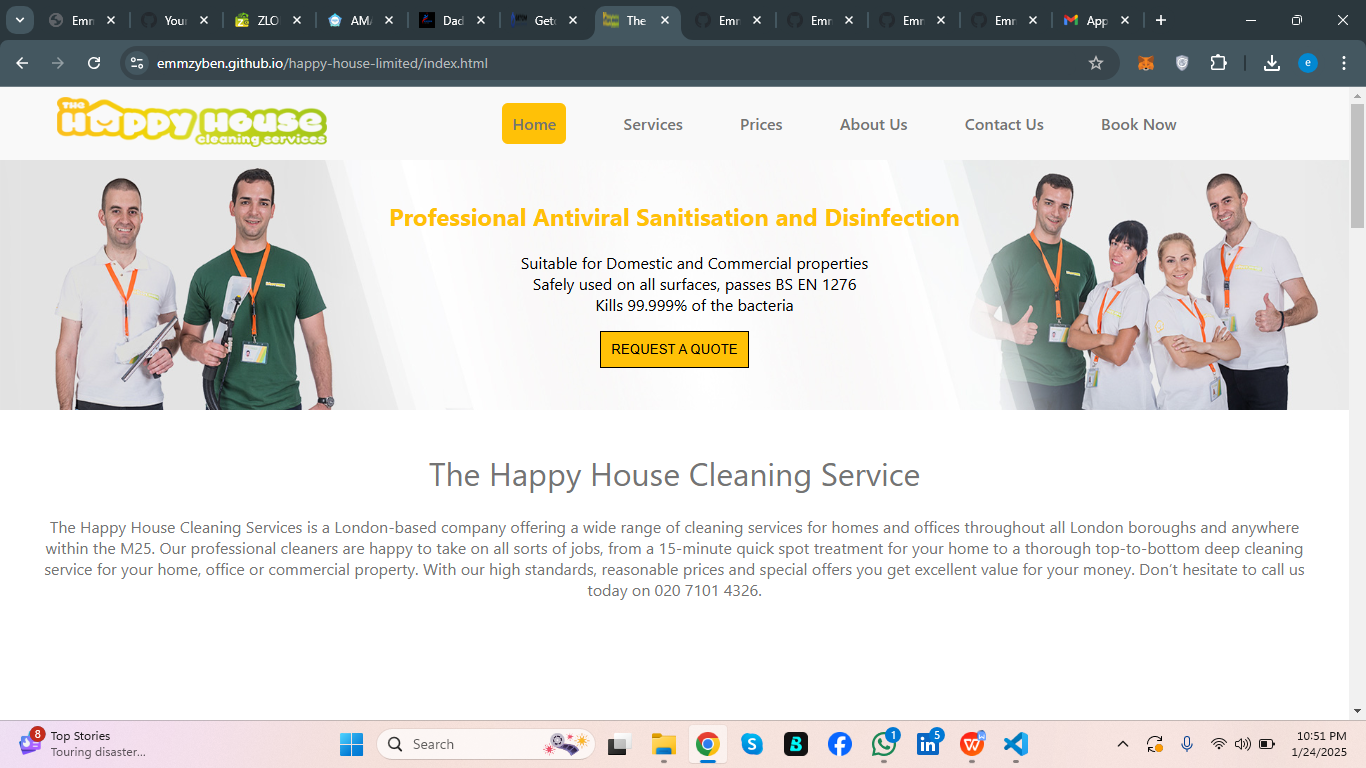 Emn
Your
ZLO
AMA
Dad
Get
The
Emn
Emn
Emn
Emn
App
emmzyben.github.io/happy-house-limited/index.html
e
THE
HAPPY HOUSE
cleaning services
Home
Services
Prices
About Us
Contact Us
Book Now
Professional Antiviral Sanitisation and Disinfection
Suitable for Domestic and Commercial properties
Safely used on all surfaces, passes BS EN 1276
Kills 99.999% of the bacteria
REQUEST A QUOTE
The Happy House Cleaning Service
The Happy House Cleaning Services is a London-based company offering a wide range of cleaning services for homes and offices throughout all London boroughs and anywhere
within the M25. Our professional cleaners are happy to take on all sorts of jobs, from a 15-minute quick spot treatment for your home to a thorough top-to-bottom deep cleaning
service for your home, office or commercial property. With our high standards, reasonable prices and special offers you get excellent value for your money. Don’t hesitate to call us
today on 020 7101 4326.
8
Top Stories
Touring disaster...
Search
1
5
10:51 PM
1/24/2025